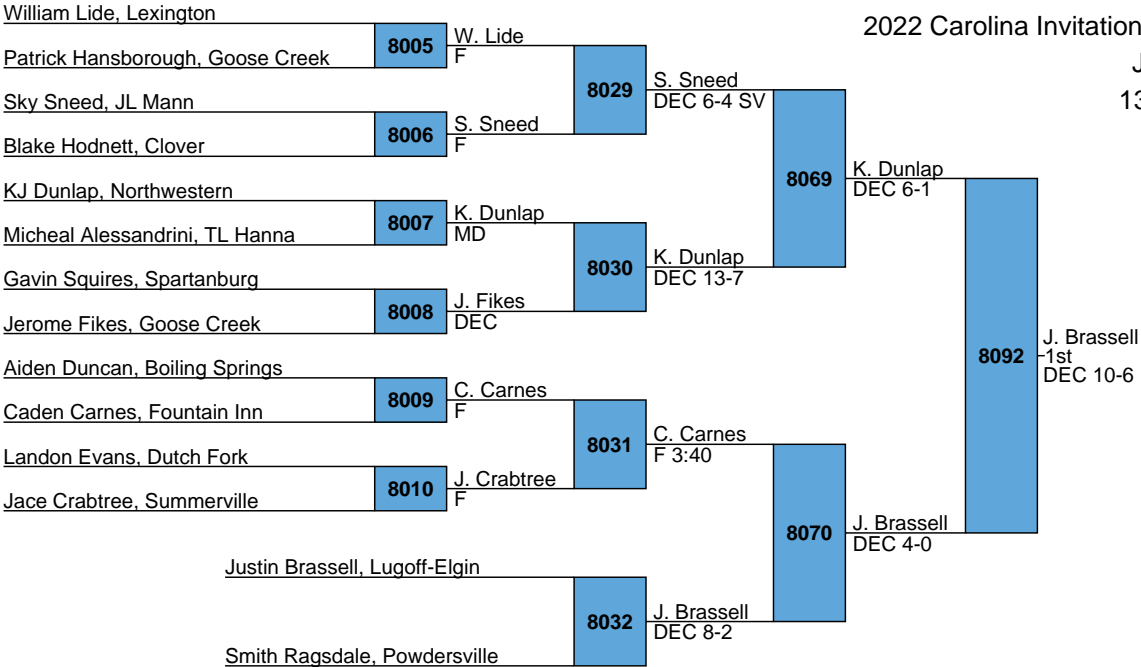 William Lide, Lexington
2022 Carolina Invitation
8005
W. Lide
F
Patrick Hansborough, Goose Creek
J
8029
S. Sneed
DEC 6-4 SV
Sky Sneed, JL Mann
13
8006
S. Sneed
F
Blake Hodnett, Clover
8069
K. Dunlap
DEC 6-1
KJ Dunlap, Northwestern
8007
K. Dunlap
MD
Micheal Alessandrini, TL Hanna
8030
K. Dunlap
DEC 13-7
Gavin Squires, Spartanburg
8008
J. Fikes
DEC
Jerome Fikes, Goose Creek
8092
J. Brassell
1st
DEC 10-6
Aiden Duncan, Boiling Springs
8009
C. Carnes
F
Caden Carnes, Fountain Inn
8031
C. Carnes
F 3:40
Landon Evans, Dutch Fork
8010
J. Crabtree
F
Jace Crabtree, Summerville
8070
J. Brassell
DEC 4-0
Justin Brassell, Lugoff-Elgin
8032
J. Brassell
DEC 8-2
Smith Ragsdale, Powdersville